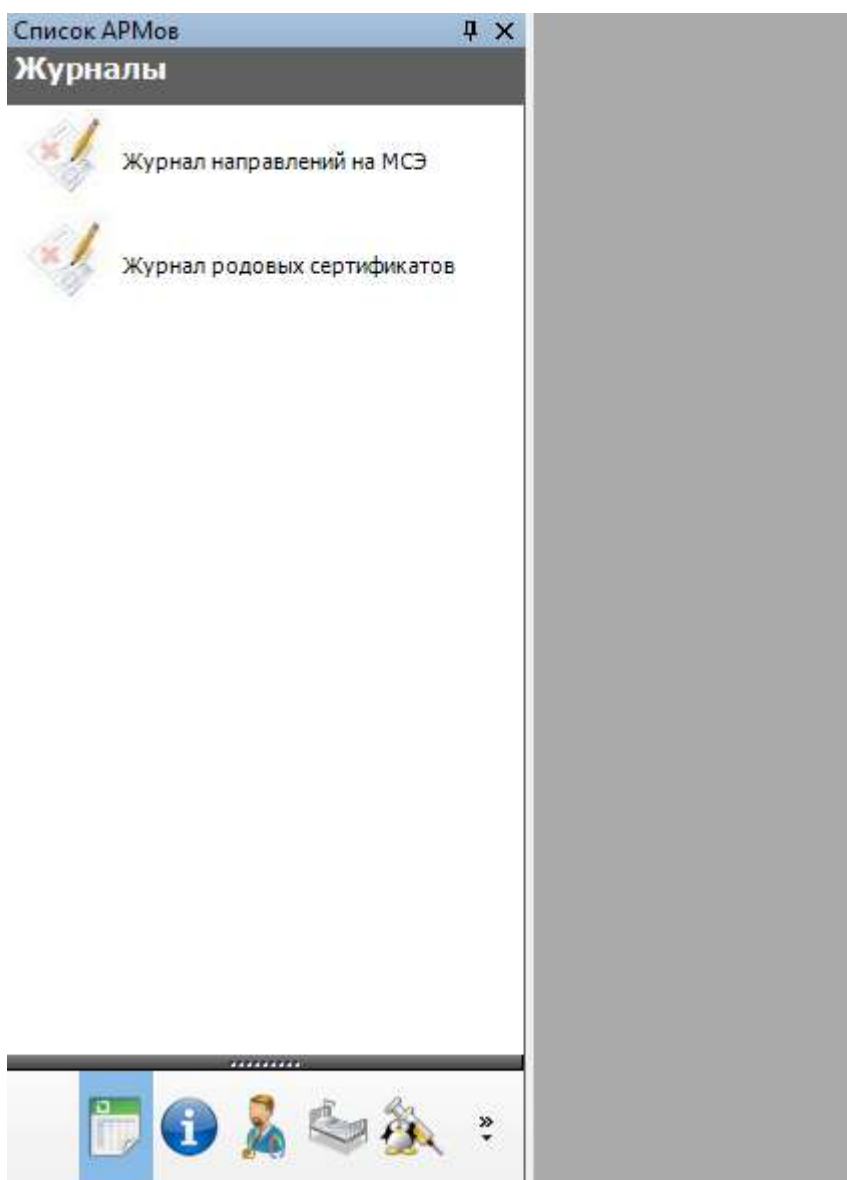 Список АРМов
Журналы
Журнал направлений на МСЭ
Журнал родовых сертификатов